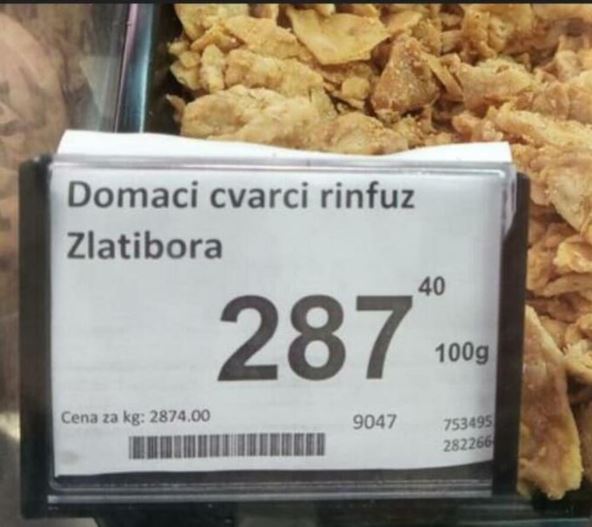 Domaci cvarci rinfuz
Zlatibora
287 40
100g
Cena za kg: 2874.00
9047
753495
282266